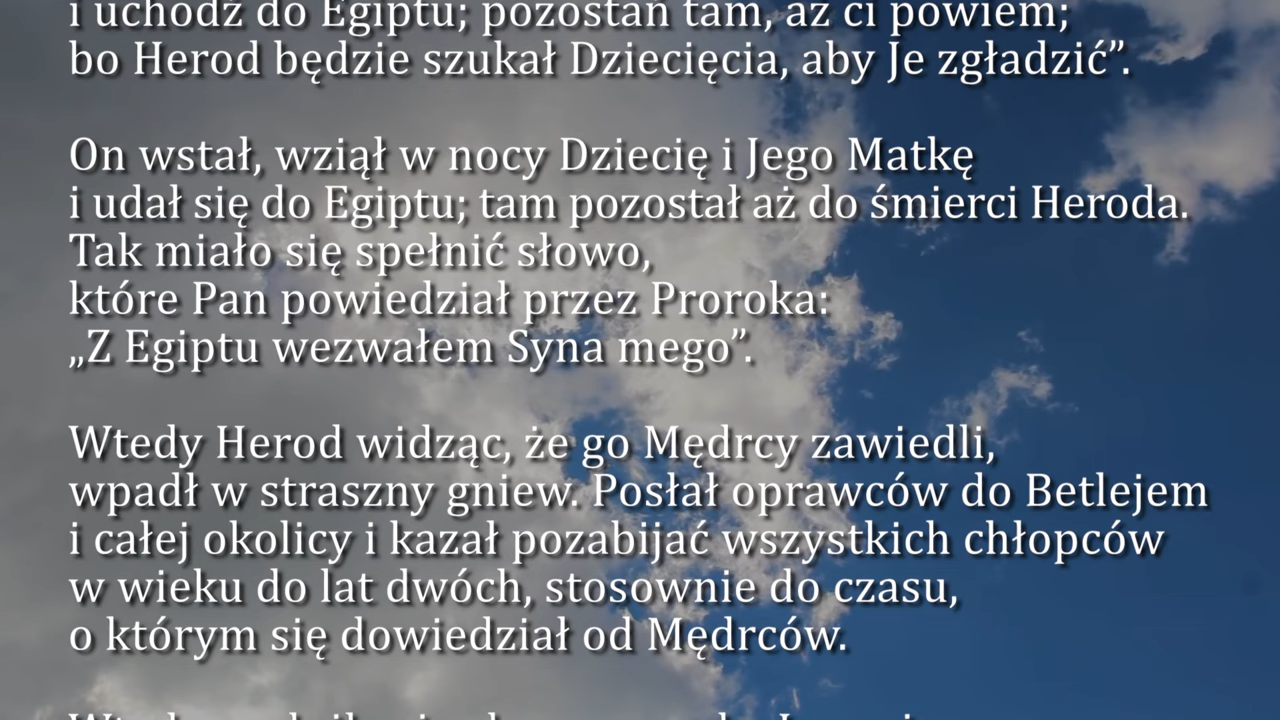 i uchodź do Egiptu; pozostań tam, aż ci powiem;
bo Herod będzie szukał Dziecięcia, aby Je zgładzić”.
On wstał, wziął w nocy Dziecię i Jego Matkę
i udał się do Egiptu; tam pozostał aż do śmierci Heroda.
Tak miało się spełnić słowo,
które Pan powiedział przez Proroka:
„Z Egiptu wezwałem Syna mego”.
Wtedy Herod widząc, że go Mędrcy zawiedli,
wpadł w straszny gniew. Posłał oprawców do Betlejem
i całej okolicy i kazał pozabijać wszystkich chłopców
w wieku do lat dwóch, stosownie do czasu,
o którym się dowiedział od Mędrców.